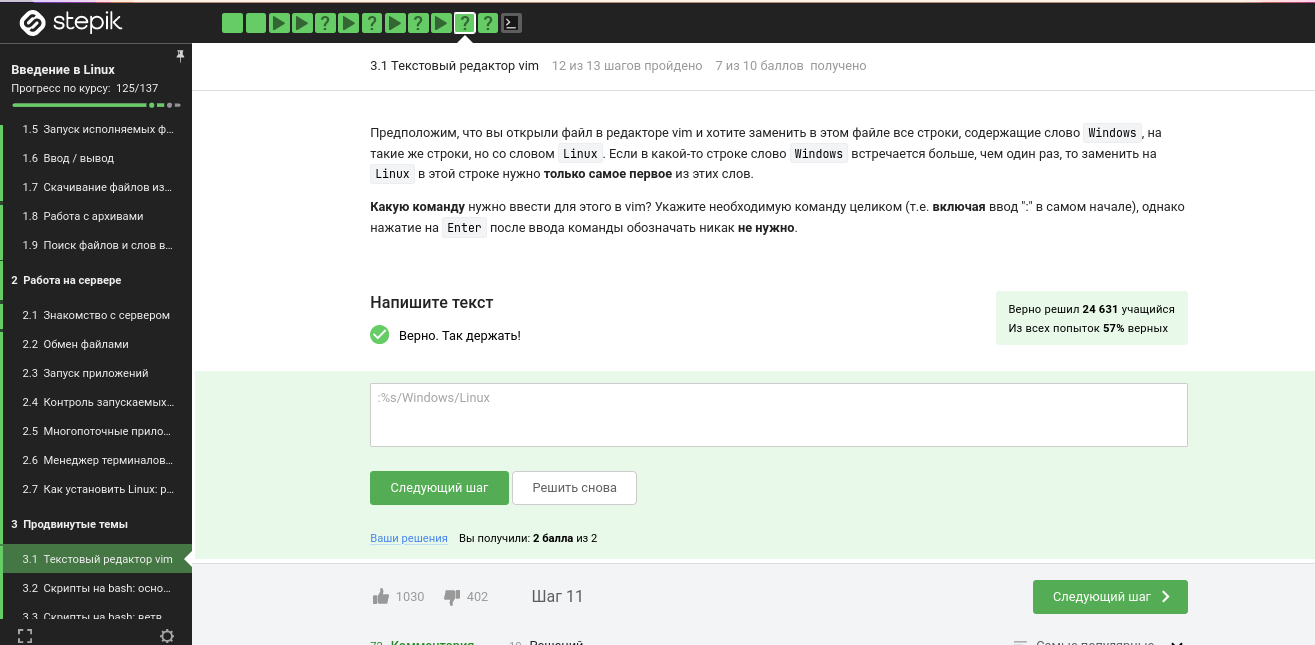 stepik
Введение в Linux
Прогресс по курсу: 125/137
1.5 Запуск исполняемых ф...
1.6 Ввод / вывод
1.7 Скачивание файлов из...
1.8 Работа с архивами
1.9 Поиск файлов и слов в...
2 Работа на сервере
2.1 Знакомство с сервером
2.2 Обмен файлами
2.3 Запуск приложений
2.4 Контроль запускаемых...
2.5 Многопоточные прило...
2.6 Менеджер терминалов...
2.7 Как установить Linux: р...
3 Продвинутые темы
3.1 Текстовый редактор vim
3.2 Скрипты на bash: осно...
3.3 Скрипты на bash: ветв
3.1 Текстовый редактор vim 12 из 13 шагов пройдено 7 из 10 баллов получено
Предположим, что вы открыли файл в редакторе vim и хотите заменить в этом файле все строки, содержащие слово Windows, на
такие же строки, но со словом Linux. Если в какой-то строке слово Windows встречается больше, чем один раз, то заменить на
Linux в этой строке нужно только самое первое из этих слов.
Какую команду нужно ввести для этого в vim? Укажите необходимую команду целиком (т.е. включая ввод ":" в самом начале), однако
нажатие на Enter после ввода команды обозначать никак не нужно.
Напишите текст
Верно. Так держать!
Верно решил 24 631 учащийся
Из всех попыток 57% верных
:%s/Windows/Linux
Следующий шаг Решить снова
Ваши решения Вы получили: 2 балла из 2
1030 402 Шаг 11 Следующий шаг
Комментария Решений Самые популярные